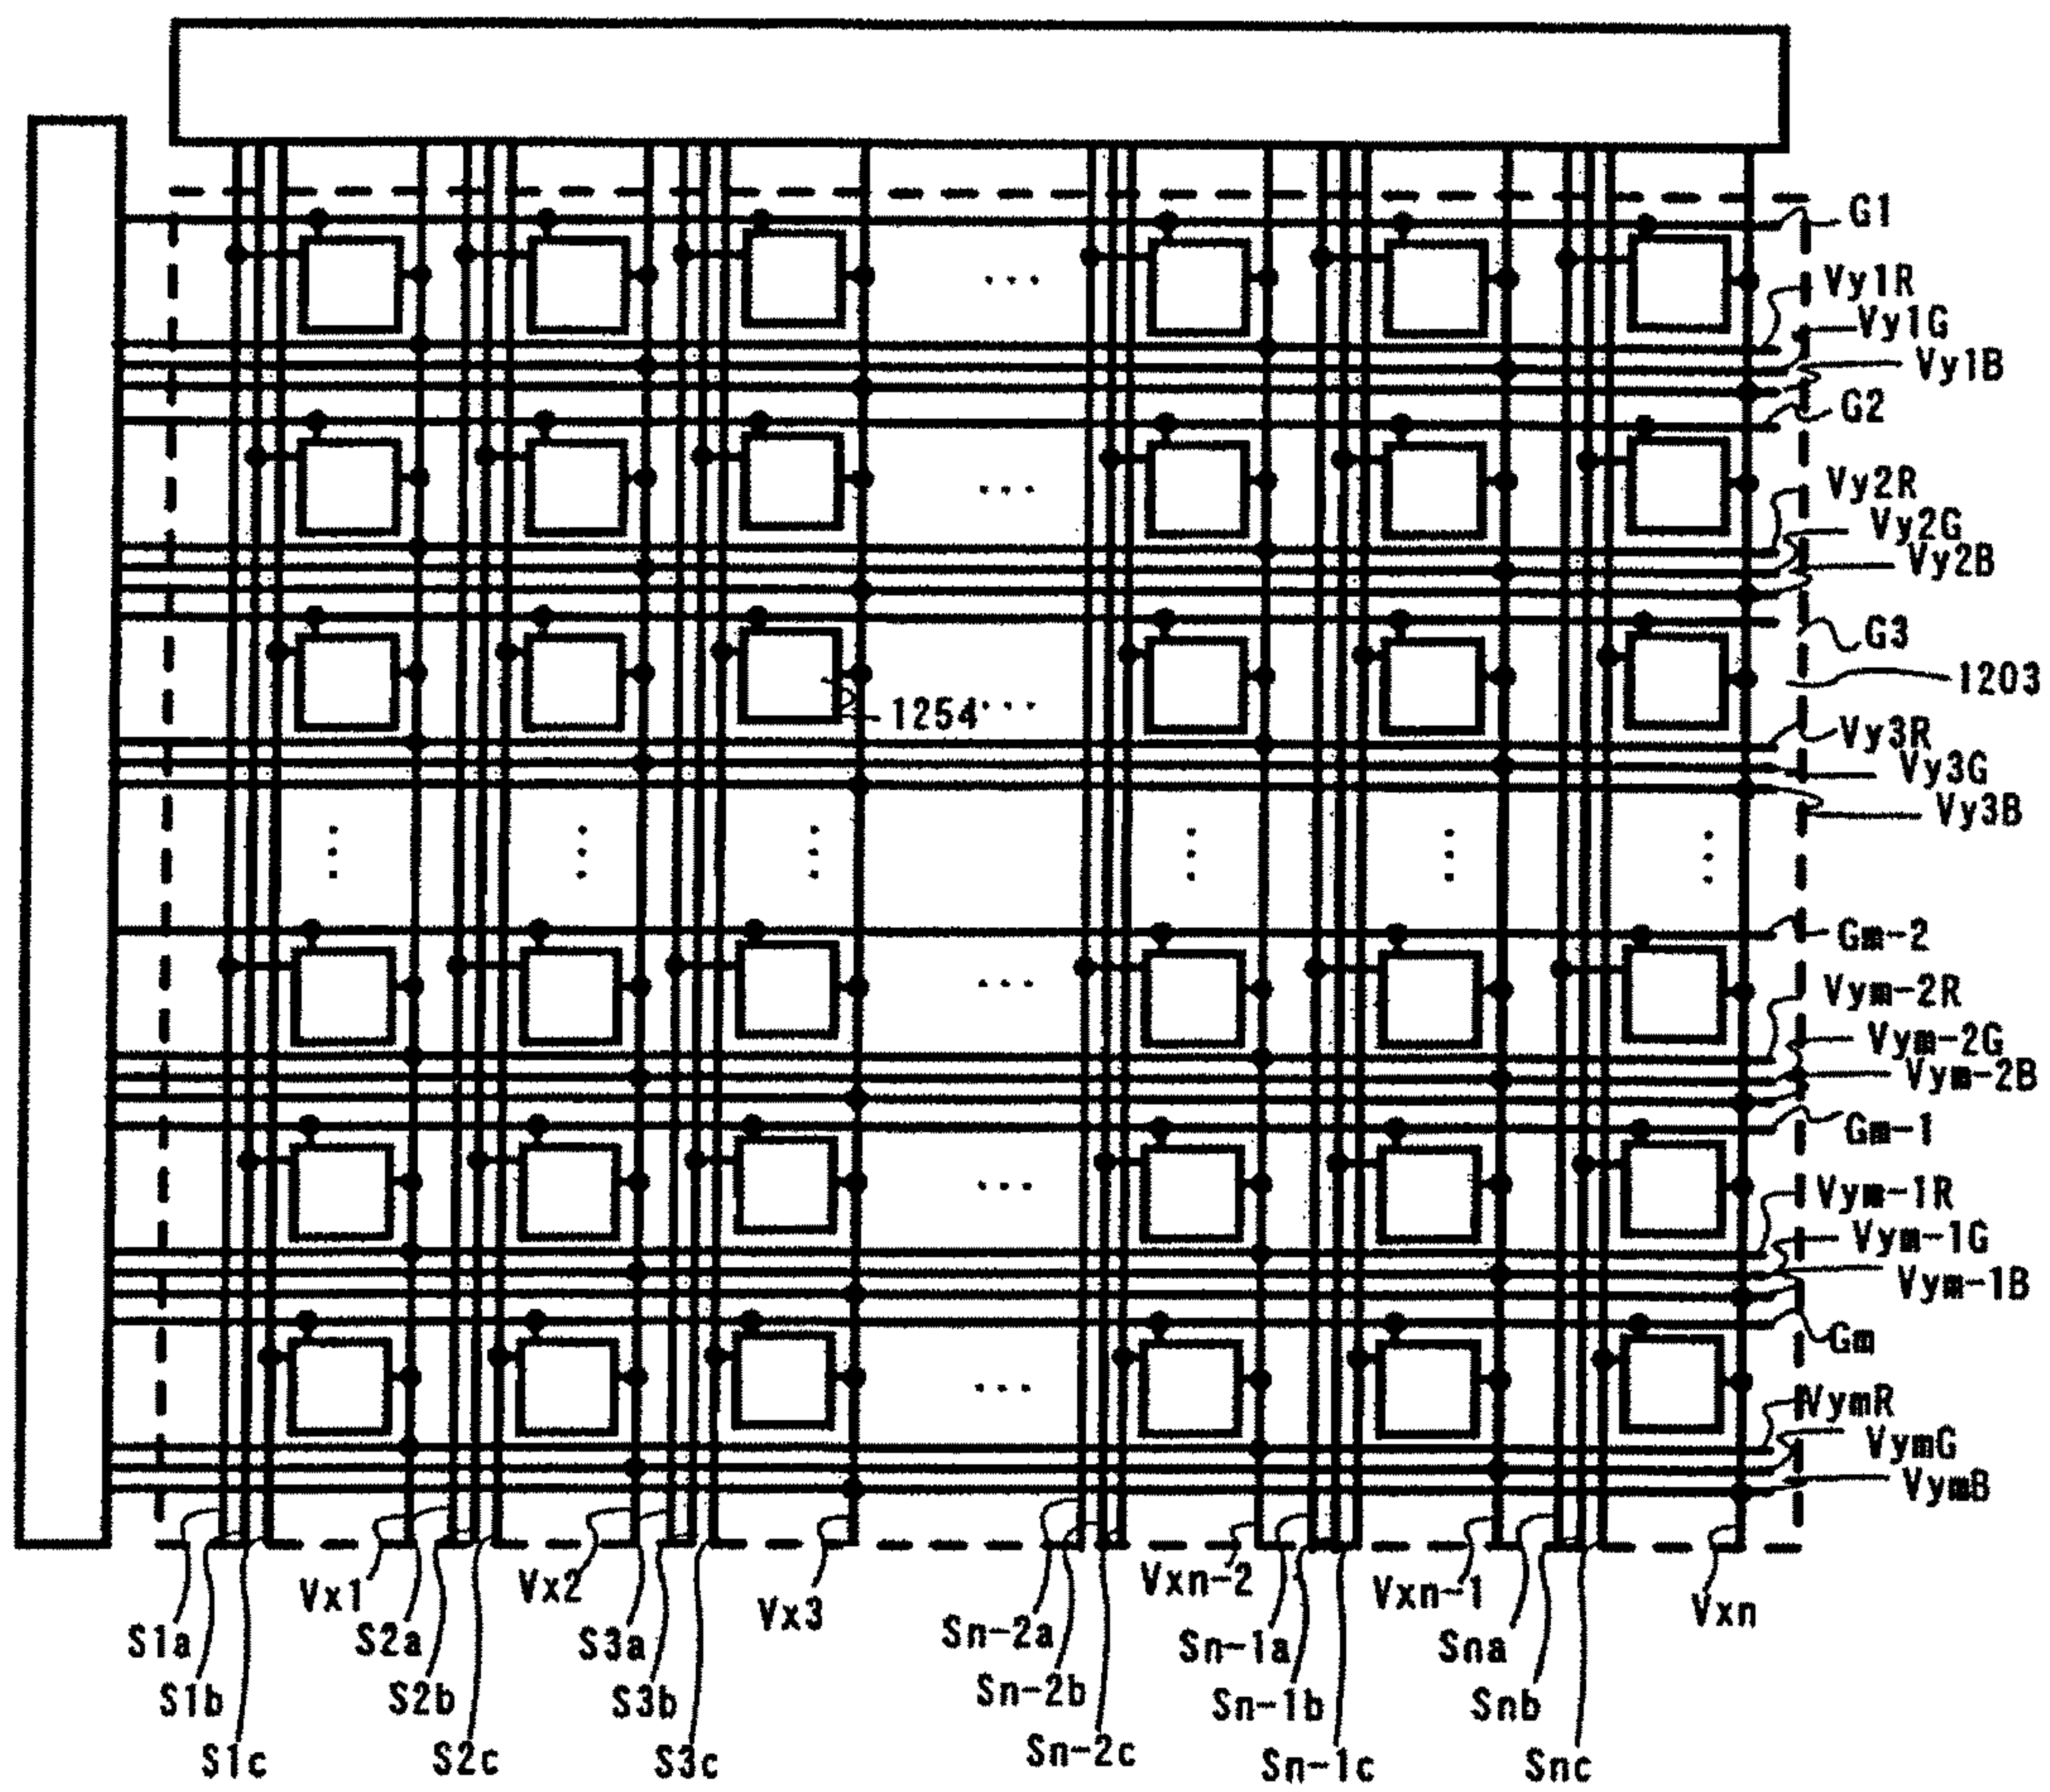 G1
Vy1R
Vy1G
Vy1B
G2
Vy2R
Vy2G
Vy2B
G3
1203
1254
Vy3R
Vy3G
Vy3B
Gm-2
Vym-2R
Vym-2G
Vym-2B
Gm-1
Vym-1R
Vym-1G
Vym-1B
Gm
VymR
VymG
VymB
Vx1 Vx2 Vx3 Vxn-2 Vxn-1 Vxn
S1a S2a S3a Sn-2a Sn-1a Sna
S1b S2b S3b Sn-2b Sn-1b Snb
S1c S2c S3c Sn-2c Sn-1c Snc